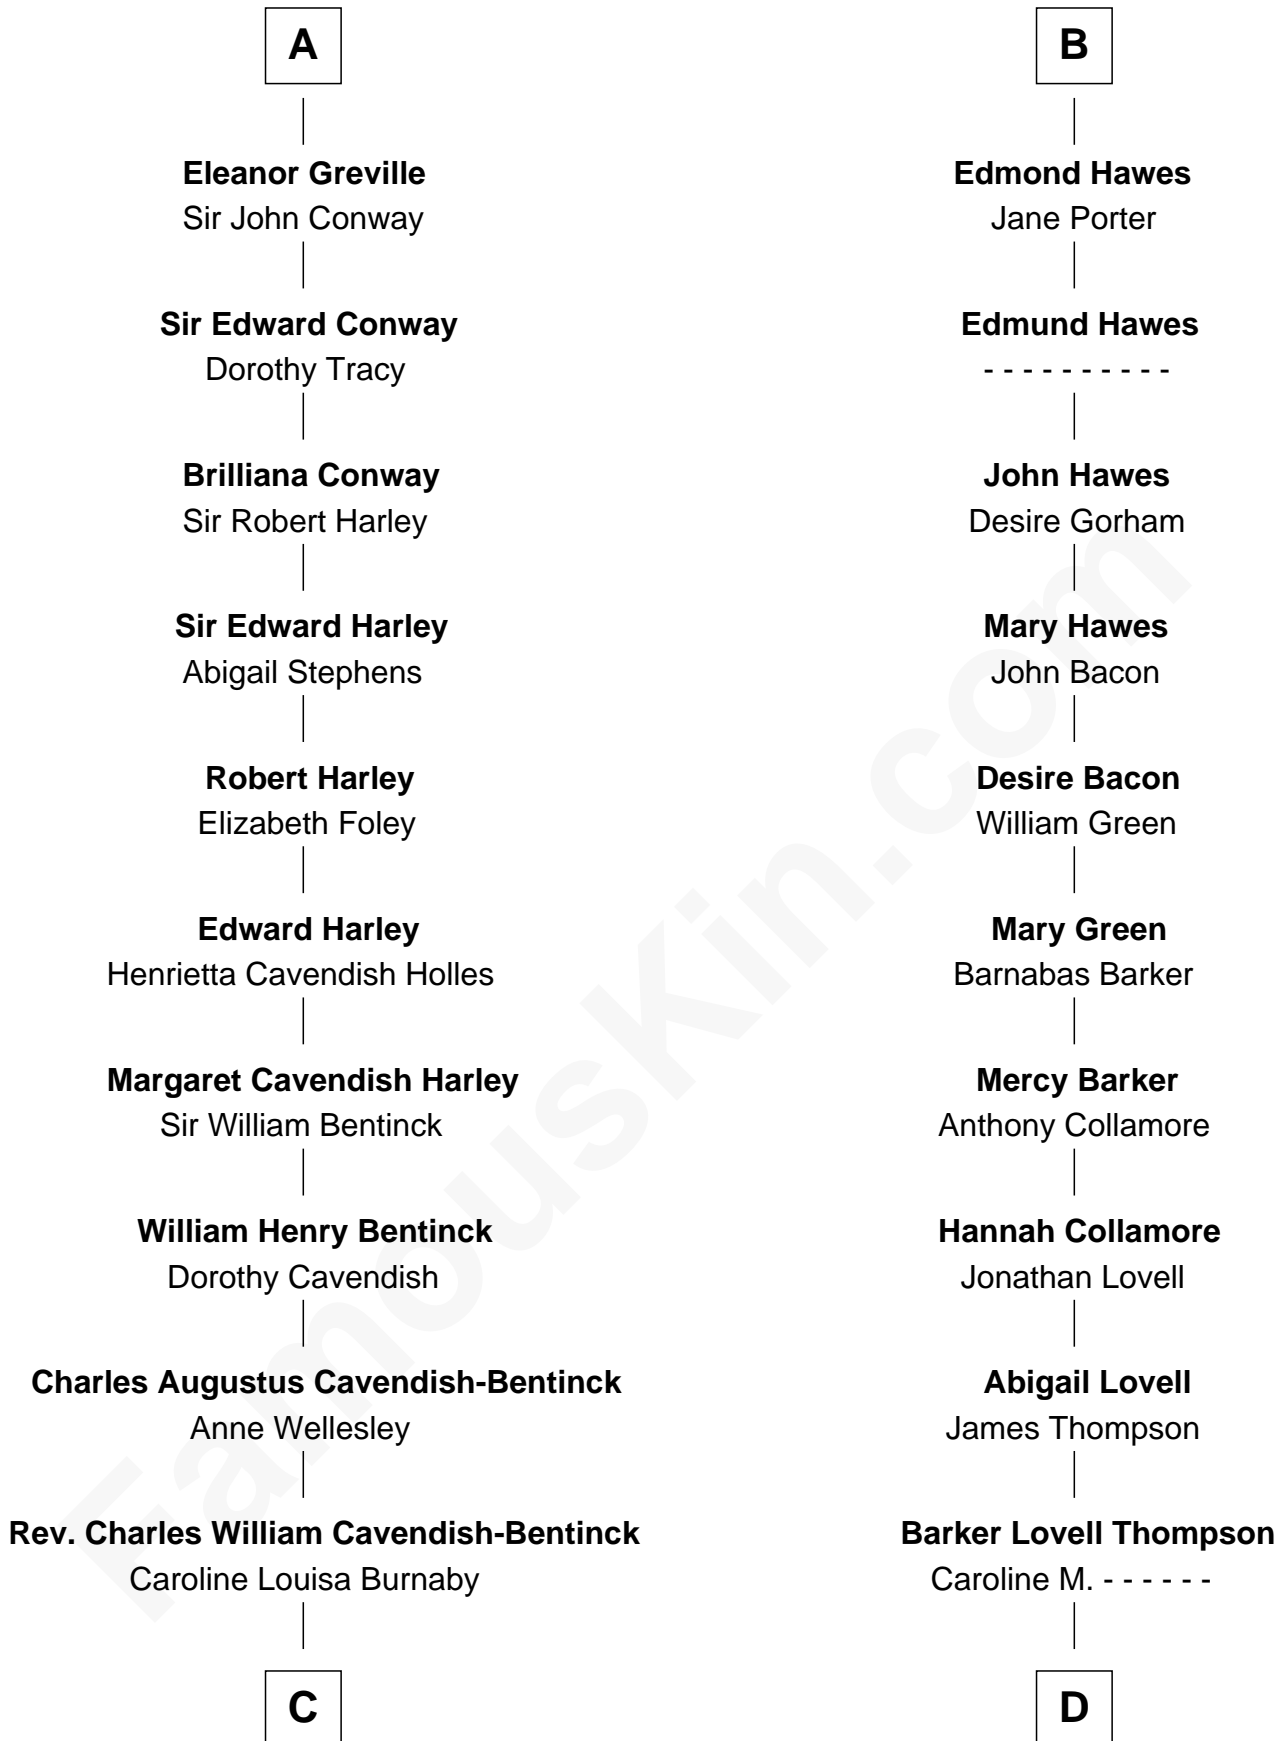 A
Eleanor Greville
Sir John Conway
Sir Edward Conway
Dorothy Tracy
Brilliana Conway
Sir Robert Harley
Sir Edward Harley
Abigail Stephens
Robert Harley
Elizabeth Foley
Edward Harley
Henrietta Cavendish Holles
Margaret Cavendish Harley
Sir William Bentinck
William Henry Bentinck
Dorothy Cavendish
Charles Augustus Cavendish-Bentinck
Anne Wellesley
Rev. Charles William Cavendish-Bentinck
Caroline Louisa Burnaby
C
B
Edmond Hawes
Jane Porter
Edmund Hawes
- - - - - - - - - -
John Hawes
Desire Gorham
Mary Hawes
John Bacon
Desire Bacon
William Green
Mary Green
Barnabas Barker
Mercy Barker
Anthony Collamore
Hannah Collamore
Jonathan Lovell
Abigail Lovell
James Thompson
Barker Lovell Thompson
Caroline M. - - - - - -
D
FamousKin.com